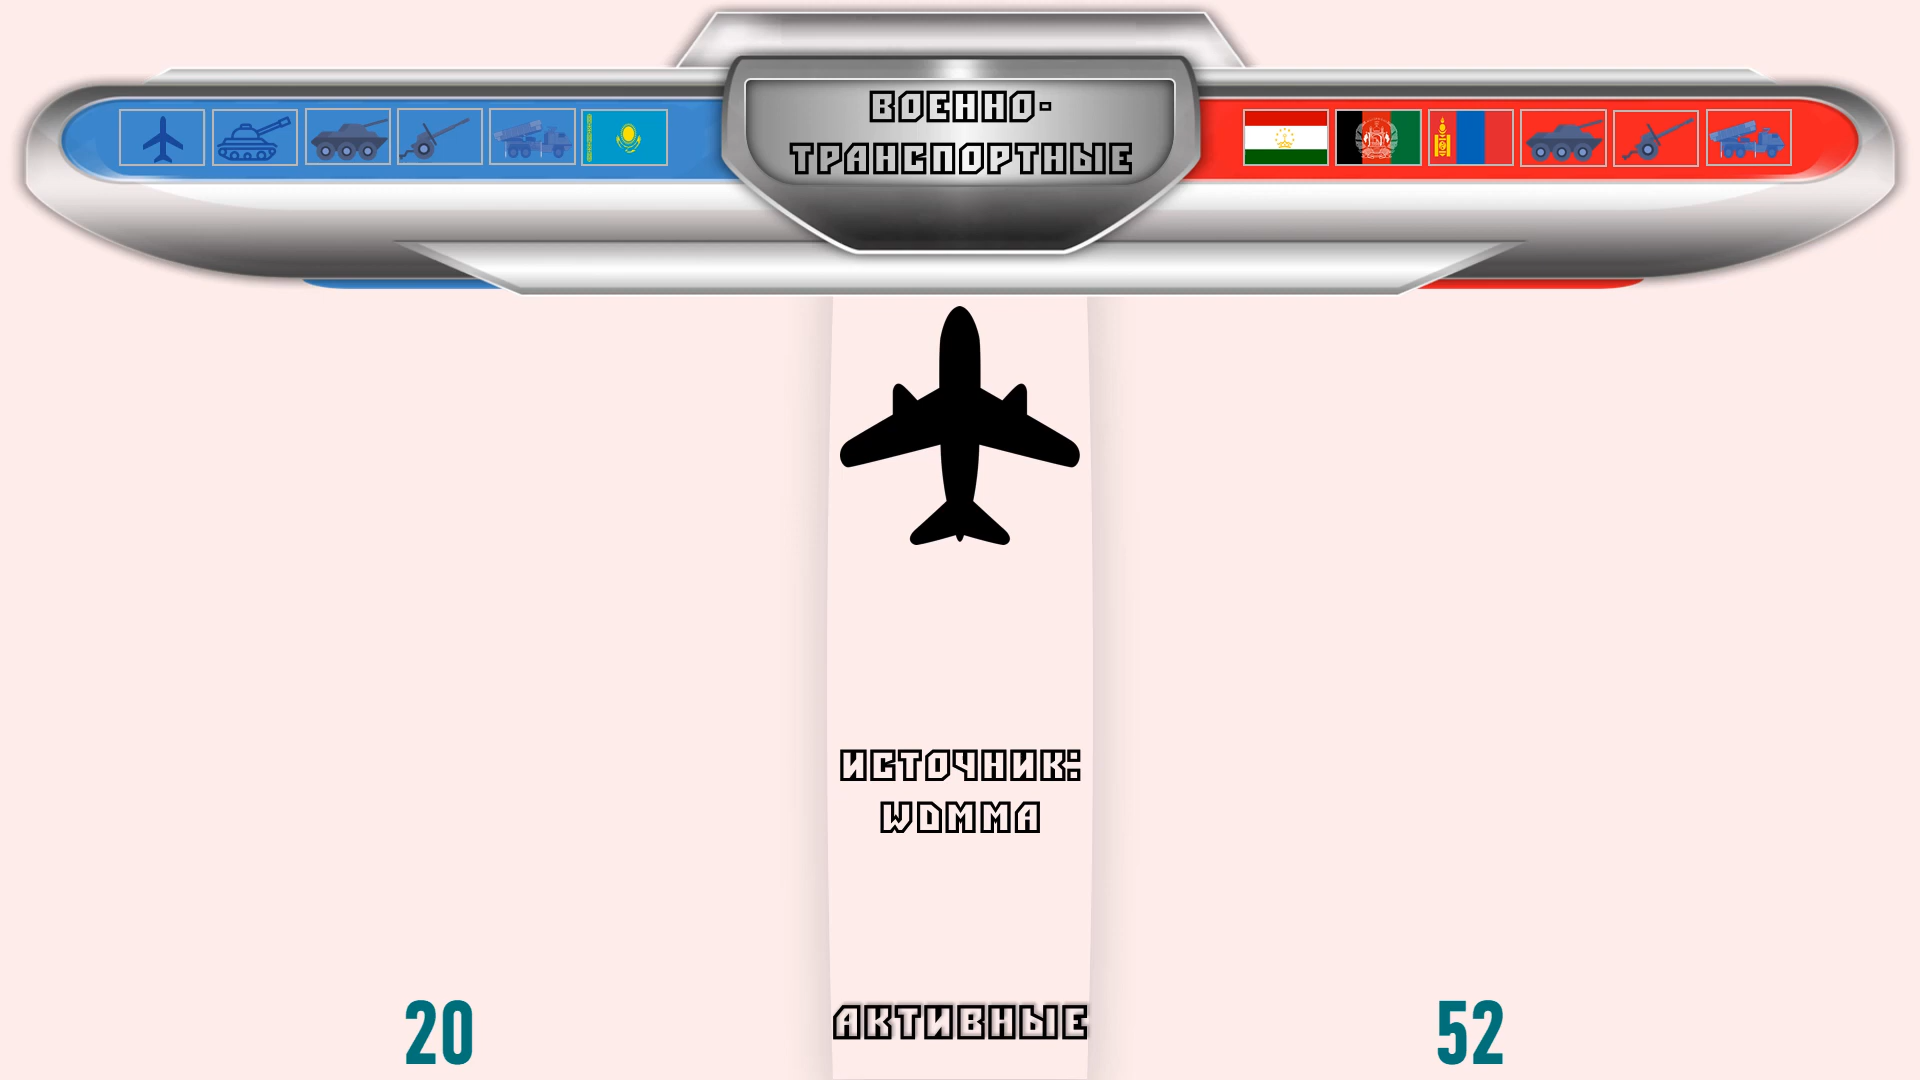 ВОЕННО-
ТРАНСПОРТНЫЕ
ИСТОЧНИК:
WDMMA
АКТИВНЫЕ
20
52